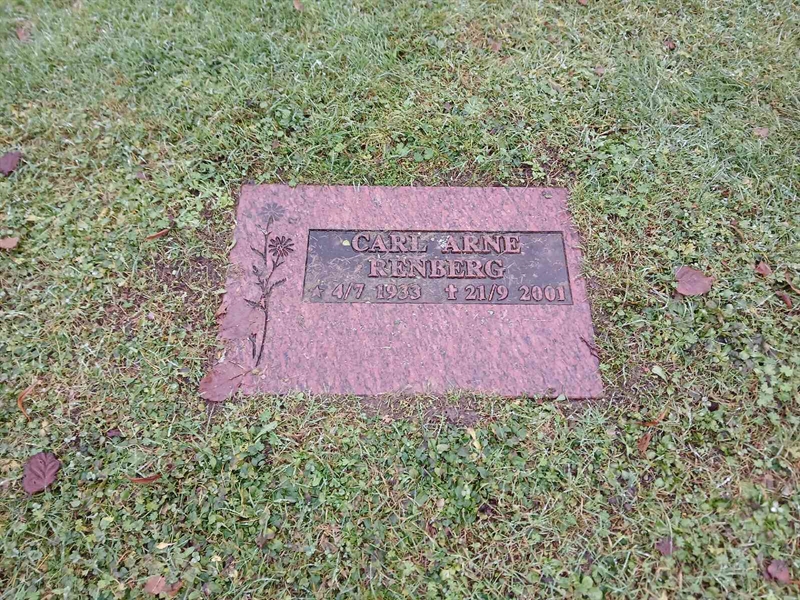 CARL ARNE
RENBERG
* 4/7 1933 ✝ 21/9 2001